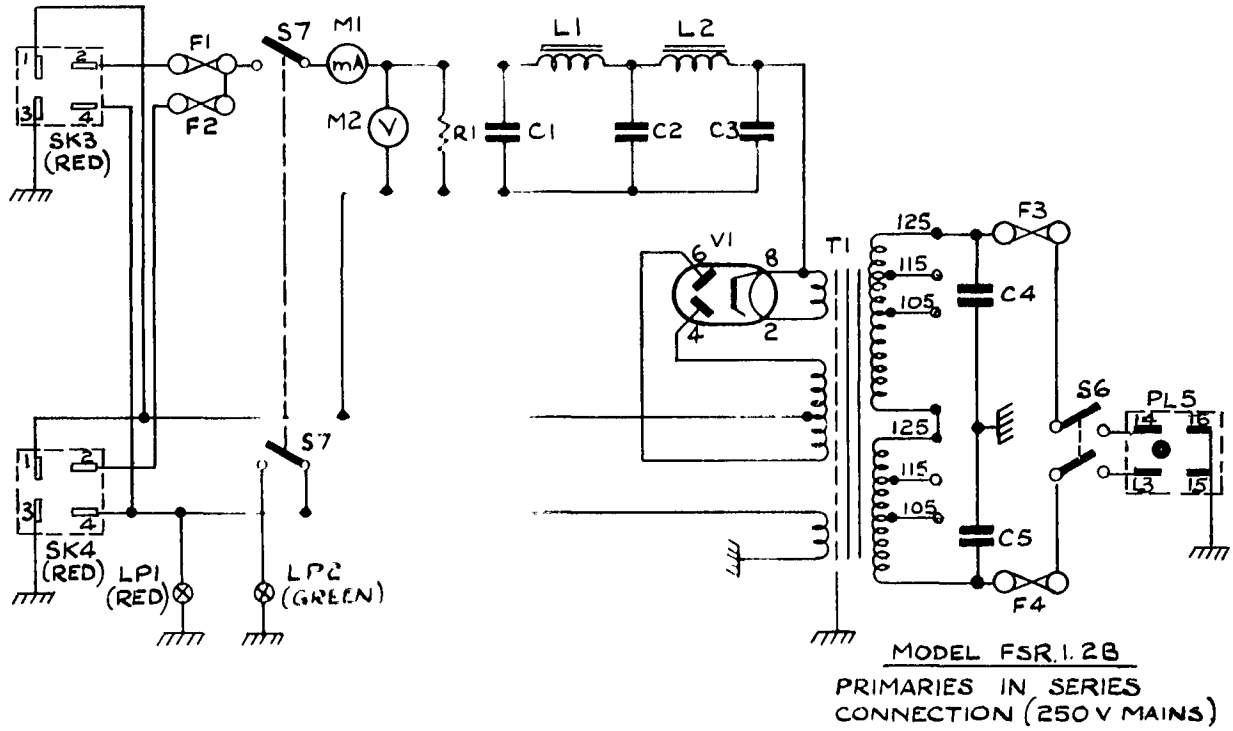 S7 M1 L1 L2
1 2 F1
mA
3 4 F2 M2 V R1 C1 C2 C3
SK3
(RED)
V1 T1 125 F3
6 8
115
C4
105
4 2
S6 PL5
125 14 16
S7
1 2 115
13 15
3 4 105
C5
SK4
(RED) LP1 LP2
(RED) (GREEN)
F4
MODEL FSR.1.2B
PRIMARIES IN SERIES
CONNECTION (250 V MAINS)